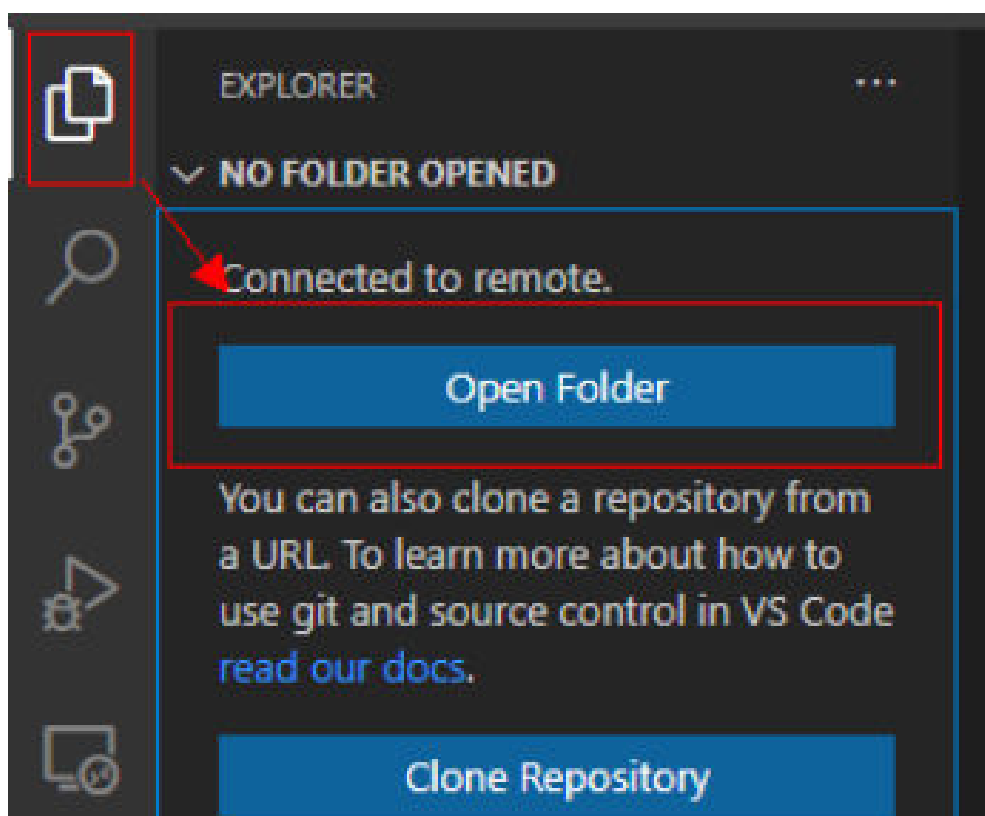 EXPLORER ···
NO FOLDER OPENED
Connected to remote.
Open Folder
You can also clone a repository from
a URL. To learn more about how to
use git and source control in VS Code
read our docs.
Clone Repository